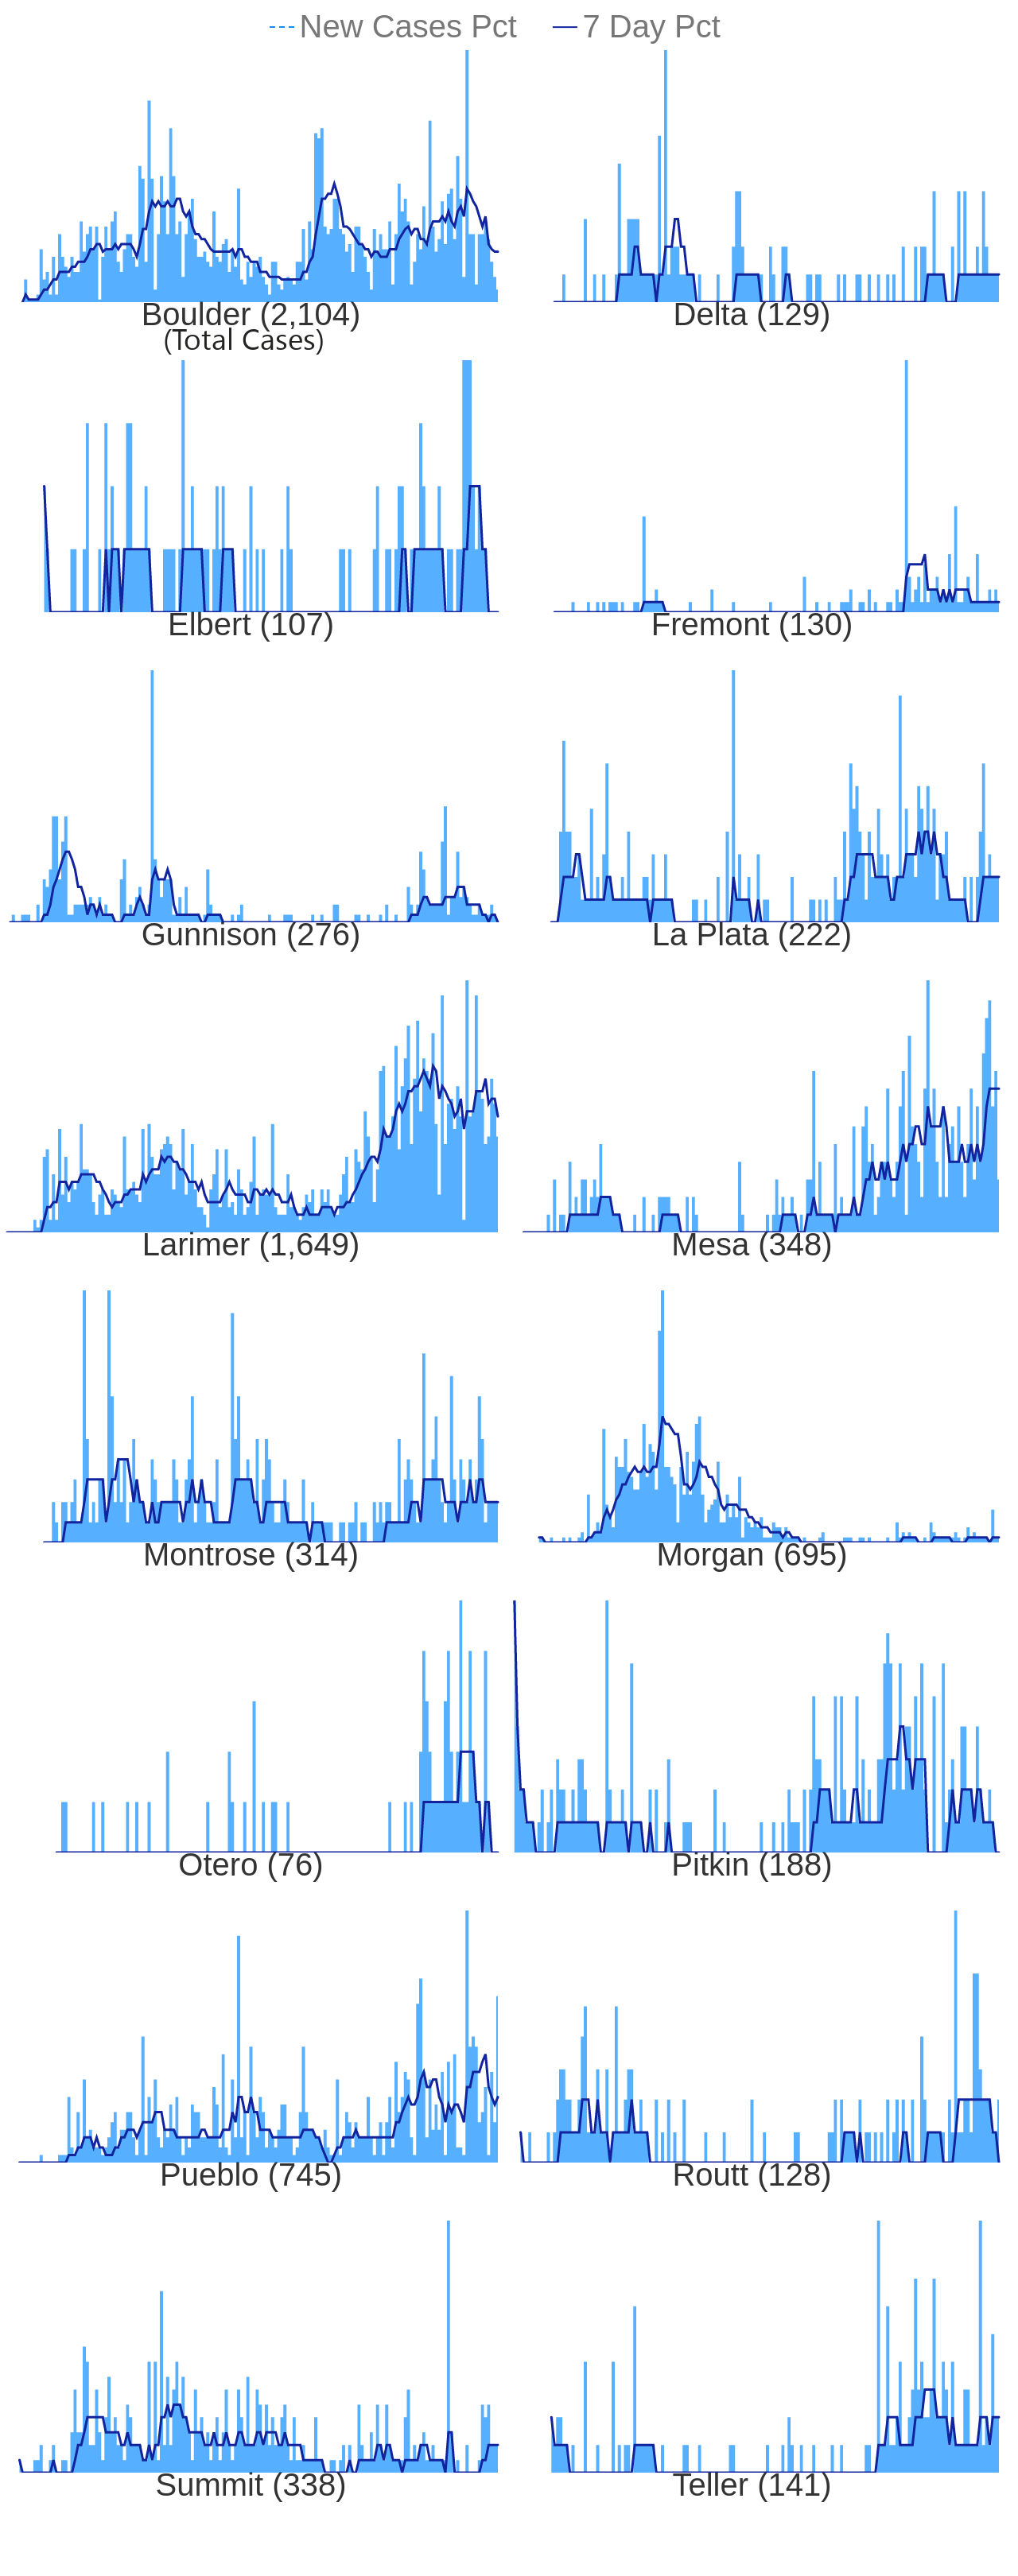 New Cases Pct 7 Day Pct
Boulder (2,104) Delta (129)
(Total Cases)
Elbert (107) Fremont (130)
Gunnison (276) La Plata (222)
Larimer (1,649) Mesa (348)
Montrose (314) Morgan (695)
Otero (76) Pitkin (188)
Pueblo (745) Routt (128)
Summit (338) Teller (141)